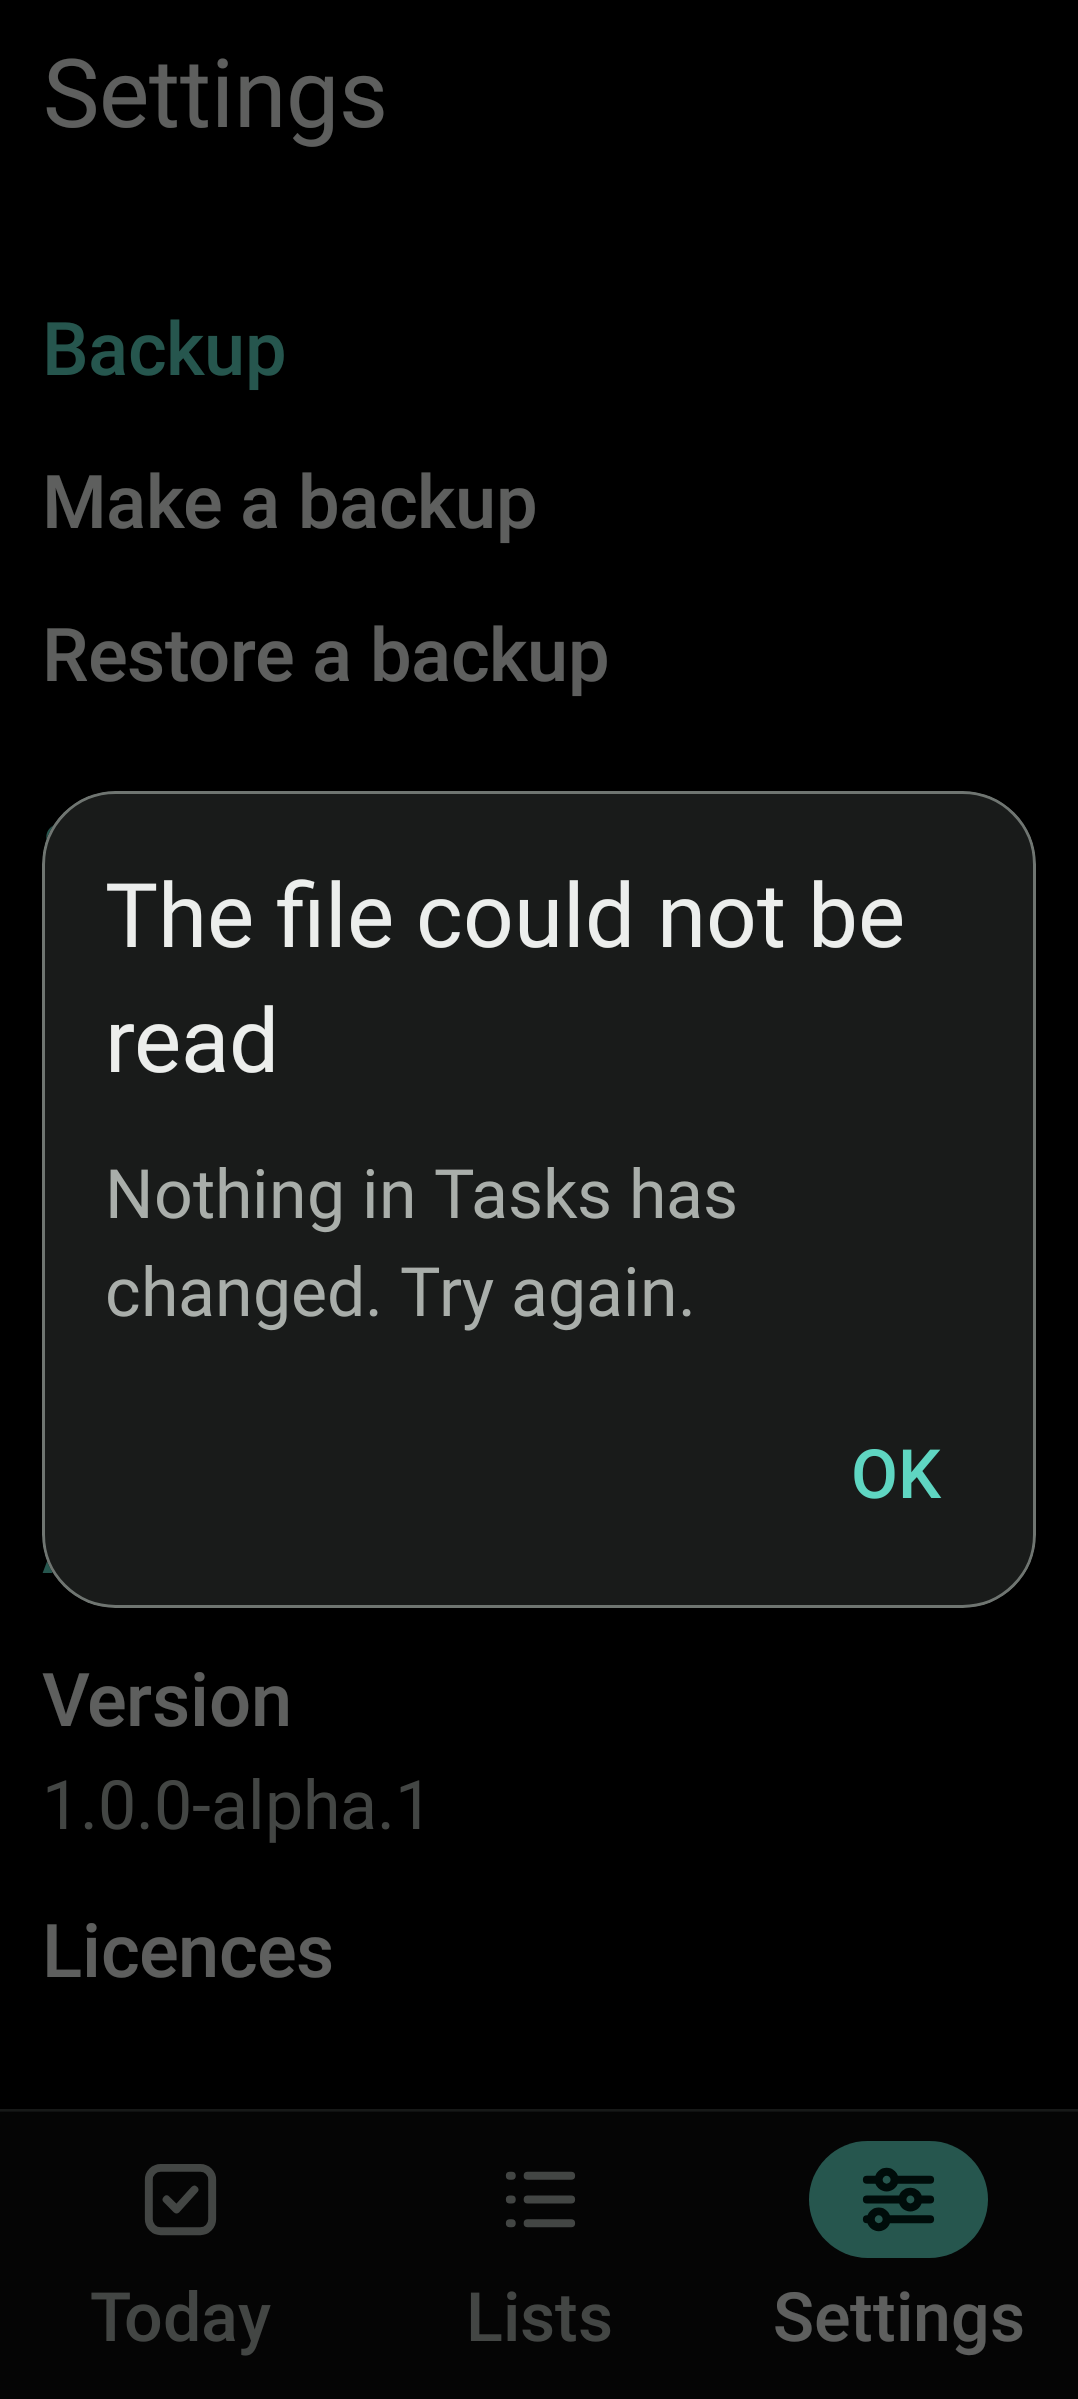 Settings
Backup
Make a backup
Restore a backup
The file could not be
read
Nothing in Tasks has
changed. Try again.
OK
Version
1.0.0-alpha.1
Licences
Today
Lists
Settings